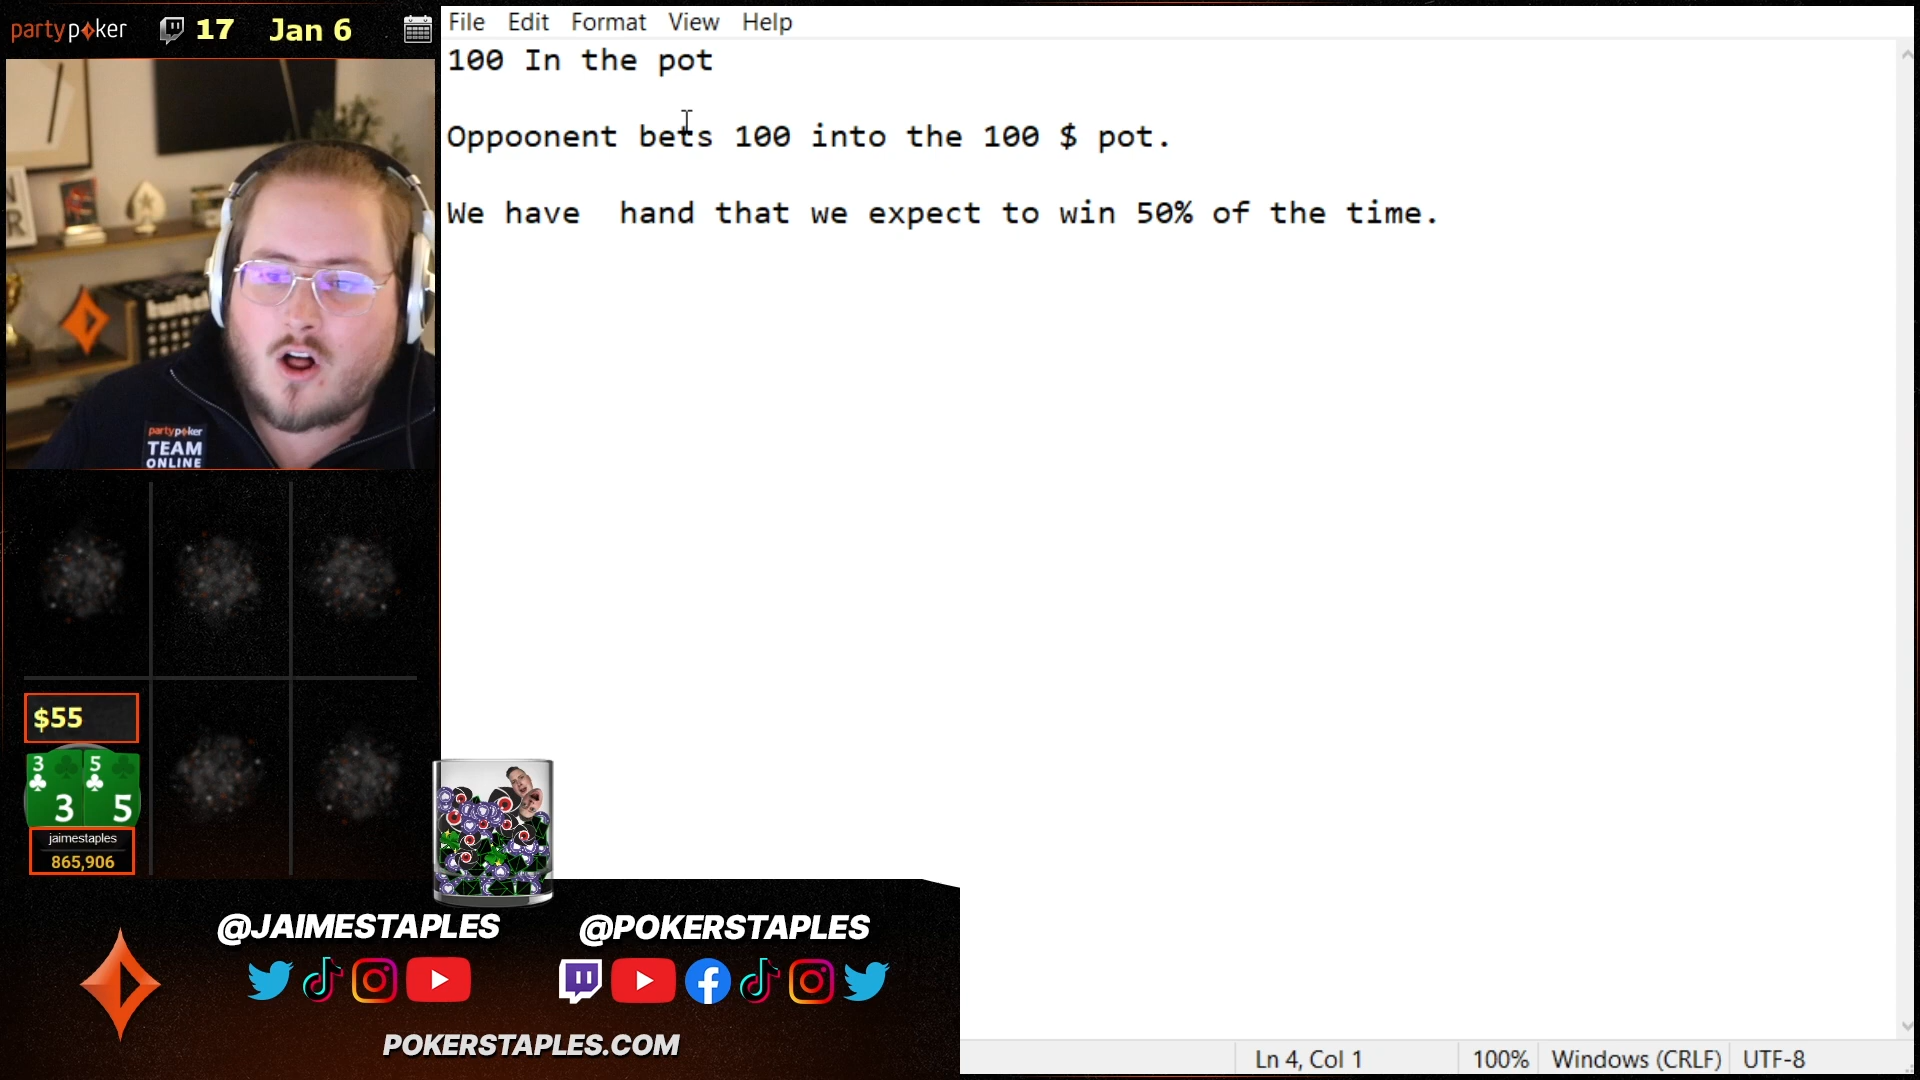 partypoker 17 Jan 6
File Edit Format View Help
100 In the pot
Oppoonent bets 100 into the 100 $ pot.
We have  hand that we expect to win 50% of the time.
partypoker
TEAM
ONLINE
$55
3 5
3 5
jaimestaples
865,906
@JAIMESTAPLES @POKERSTAPLES
POKERSTAPLES.COM
Ln 4, Col 1 100% Windows (CRLF) UTF-8